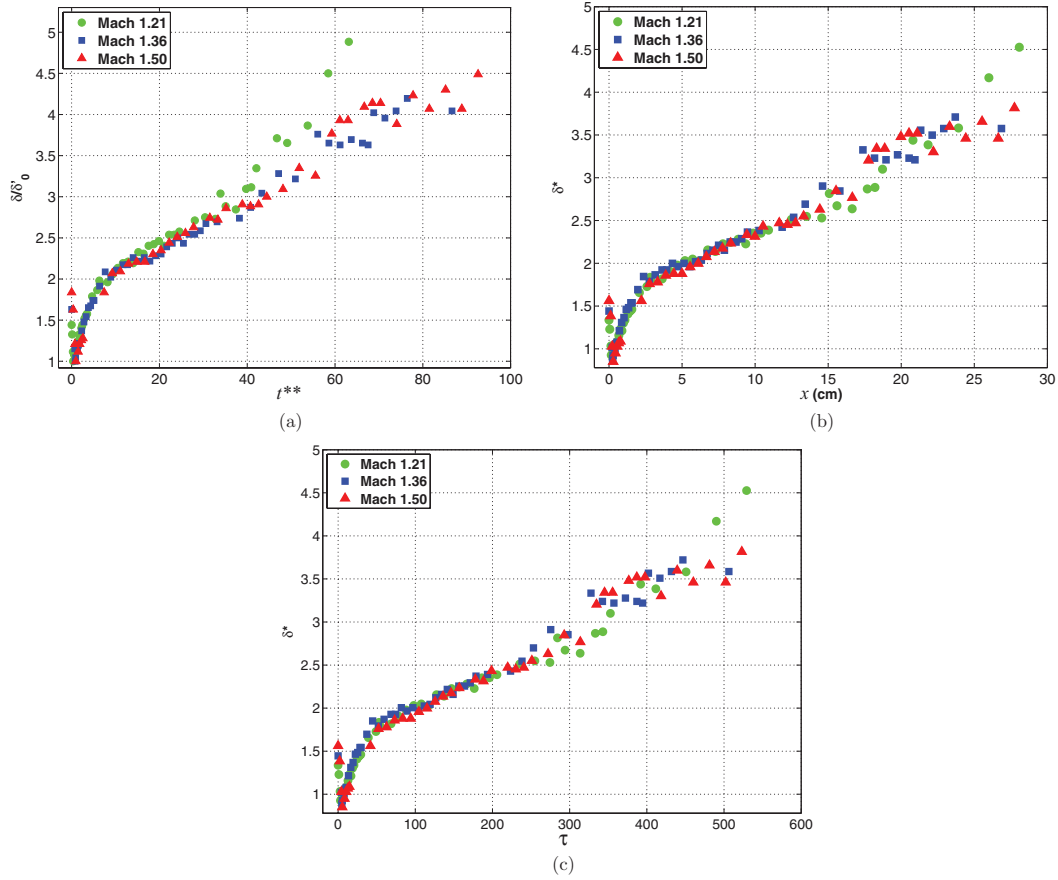 Mach 1.21
Mach 1.36
Mach 1.50
5
4.5
4
3.5
3
2.5
2
1.5
1
δ/δ'₀
0 20 40 60 80 100
t**
(a)
Mach 1.21
Mach 1.36
Mach 1.50
5
4.5
4
3.5
3
2.5
2
1.5
1
δ*
0 5 10 15 20 25 30
x (cm)
(b)
Mach 1.21
Mach 1.36
Mach 1.50
5
4.5
4
3.5
3
2.5
2
1.5
1
δ*
0 100 200 300 400 500 600
τ
(c)